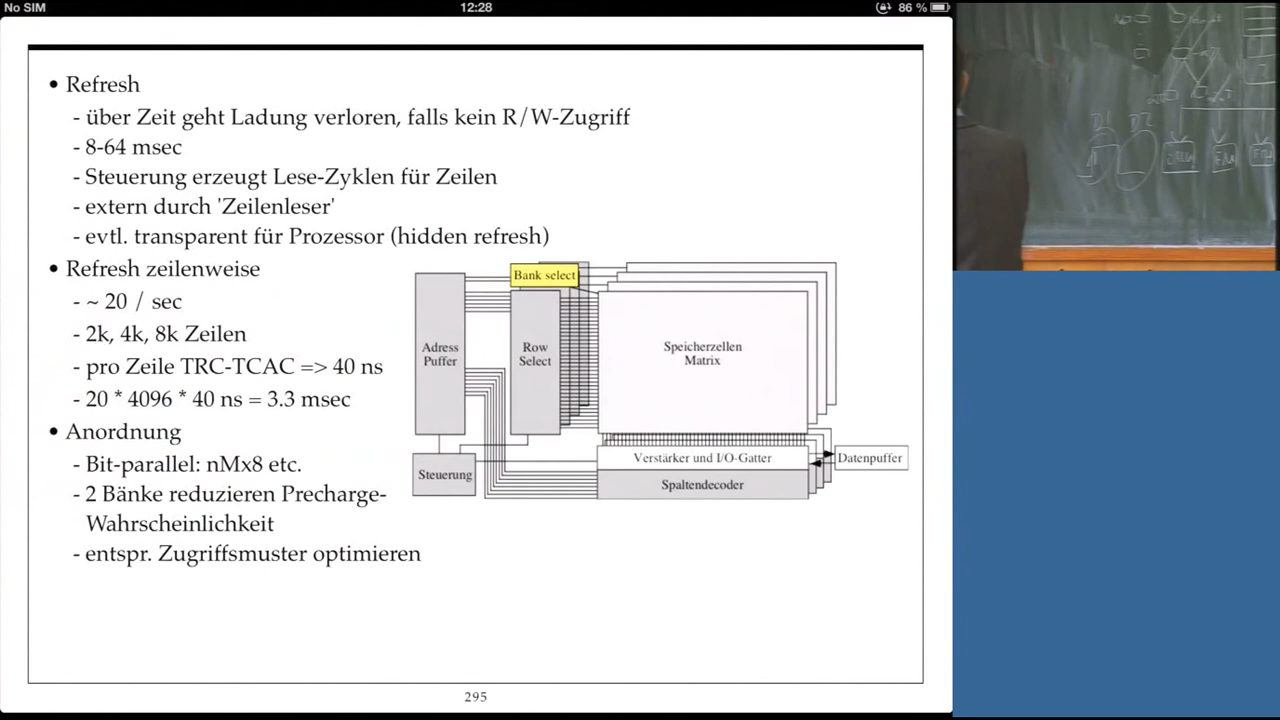 No SIM 12:28 86 %
• Refresh
- über Zeit geht Ladung verloren, falls kein R/W-Zugriff
- 8-64 msec
- Steuerung erzeugt Lese-Zyklen für Zeilen
- extern durch 'Zeilenleser'
- evtl. transparent für Prozessor (hidden refresh)
• Refresh zeilenweise
- ~ 20 / sec
- 2k, 4k, 8k Zeilen
- pro Zeile TRC-TCAC => 40 ns
- 20 * 4096 * 40 ns = 3.3 msec
• Anordnung
- Bit-parallel: nMx8 etc.
- 2 Bänke reduzieren Precharge-
Wahrscheinlichkeit
- entspr. Zugriffsmuster optimieren
Bank select
Adress
Puffer
Row
Select
Speicherzellen
Matrix
Verstärker und I/O-Gatter
Datenpuffer
Steuerung
Spaltendecoder
295